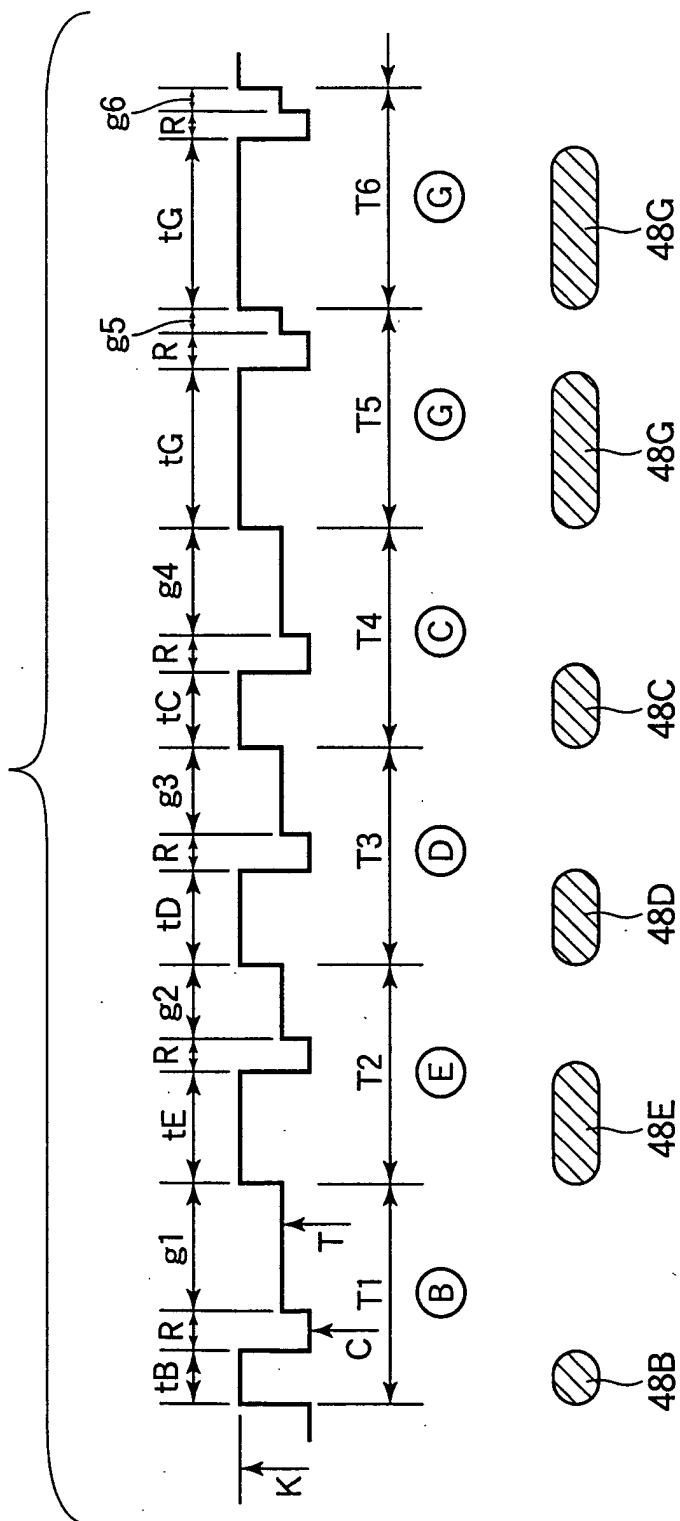 tB R g1 tE R g2 tD R g3 tC R g4 tG R g5 tG R g6
K C T
T1 T2 T3 T4 T5 T6
B E D C G G
48B 48E 48D 48C 48G 48G